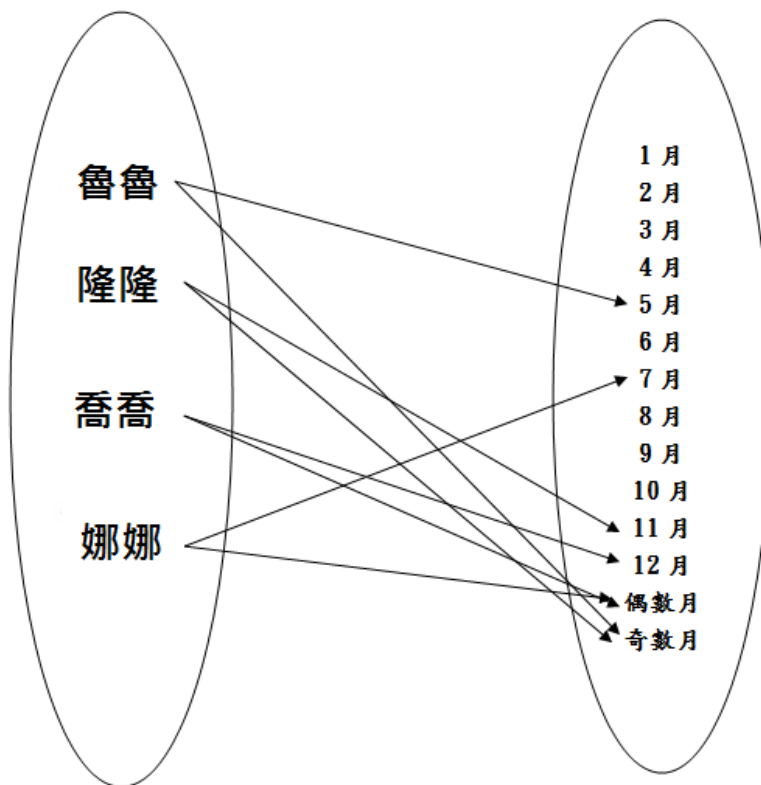 魯魯
隆隆
喬喬
娜娜
1 月
2 月
3 月
4 月
5 月
6 月
7 月
8 月
9 月
10 月
11 月
12 月
偶數月
奇數月